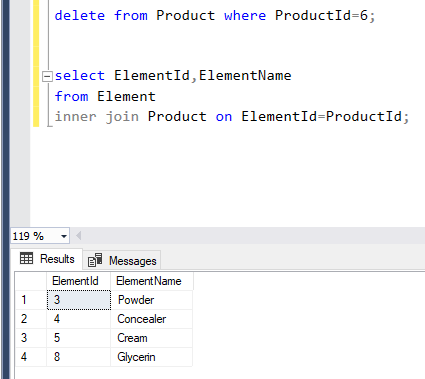 delete from Product where ProductId=6;
select ElementId,ElementName
from Element
inner join Product on ElementId=ProductId;
119 %
Results Messages
ElementId ElementName
1 3 Powder
2 4 Concealer
3 5 Cream
4 8 Glycerin